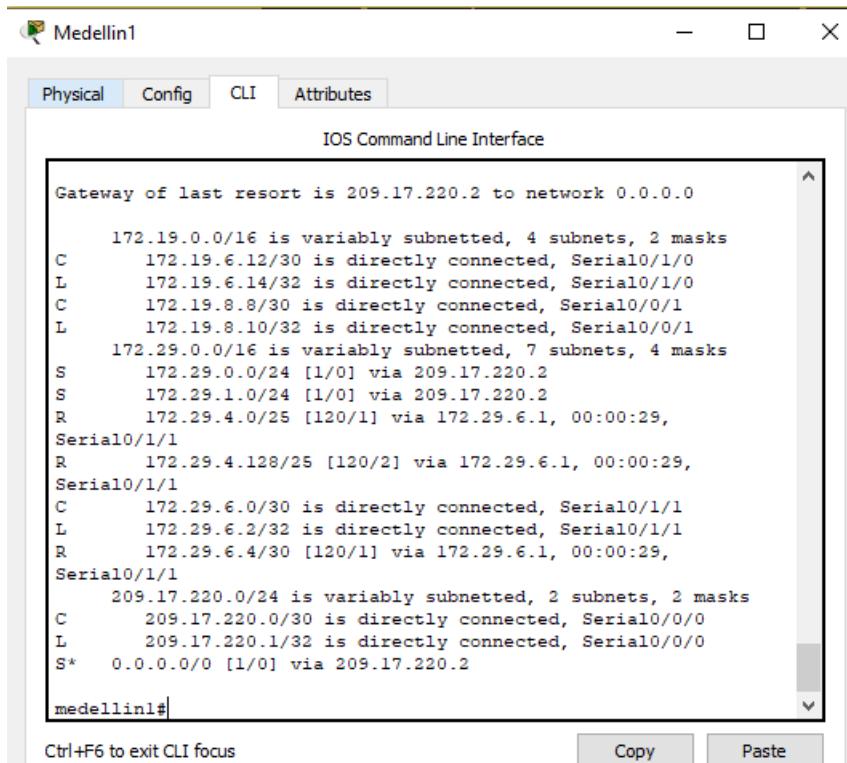 Medellin1
Physical Config CLI Attributes
IOS Command Line Interface
Gateway of last resort is 209.17.220.2 to network 0.0.0.0
172.19.0.0/16 is variably subnetted, 4 subnets, 2 masks
C 172.19.6.12/30 is directly connected, Serial0/1/0
L 172.19.6.14/32 is directly connected, Serial0/1/0
C 172.19.8.8/30 is directly connected, Serial0/0/1
L 172.19.8.10/32 is directly connected, Serial0/0/1
172.29.0.0/16 is variably subnetted, 7 subnets, 4 masks
S 172.29.0.0/24 [1/0] via 209.17.220.2
S 172.29.1.0/24 [1/0] via 209.17.220.2
R 172.29.4.0/25 [120/1] via 172.29.6.1, 00:00:29,
Serial0/1/1
R 172.29.4.128/25 [120/2] via 172.29.6.1, 00:00:29,
Serial0/1/1
C 172.29.6.0/30 is directly connected, Serial0/1/1
L 172.29.6.2/32 is directly connected, Serial0/1/1
R 172.29.6.4/30 [120/1] via 172.29.6.1, 00:00:29,
Serial0/1/1
209.17.220.0/24 is variably subnetted, 2 subnets, 2 masks
C 209.17.220.0/30 is directly connected, Serial0/0/0
L 209.17.220.1/32 is directly connected, Serial0/0/0
S* 0.0.0.0/0 [1/0] via 209.17.220.2
medellin1#
Ctrl+F6 to exit CLI focus
Copy Paste